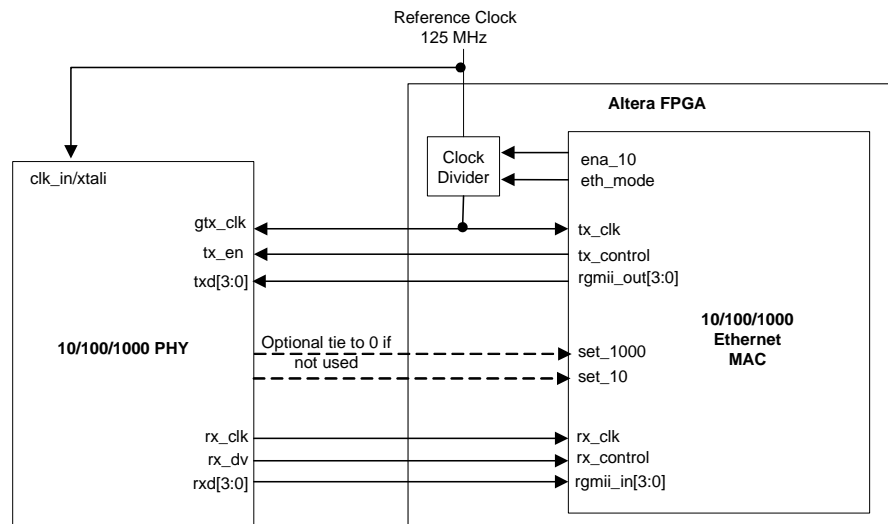 Reference Clock
125 MHz
Altera FPGA
Clock
Divider
ena_10
eth_mode
clk_in/xtali
gtx_clk
tx_clk
tx_en
tx_control
txd[3:0]
rgmii_out[3:0]
10/100/1000 PHY
10/100/1000
Ethernet
MAC
Optional tie to 0 if
not used
set_1000
set_10
rx_clk
rx_clk
rx_dv
rx_control
rxd[3:0]
rgmii_in[3:0]